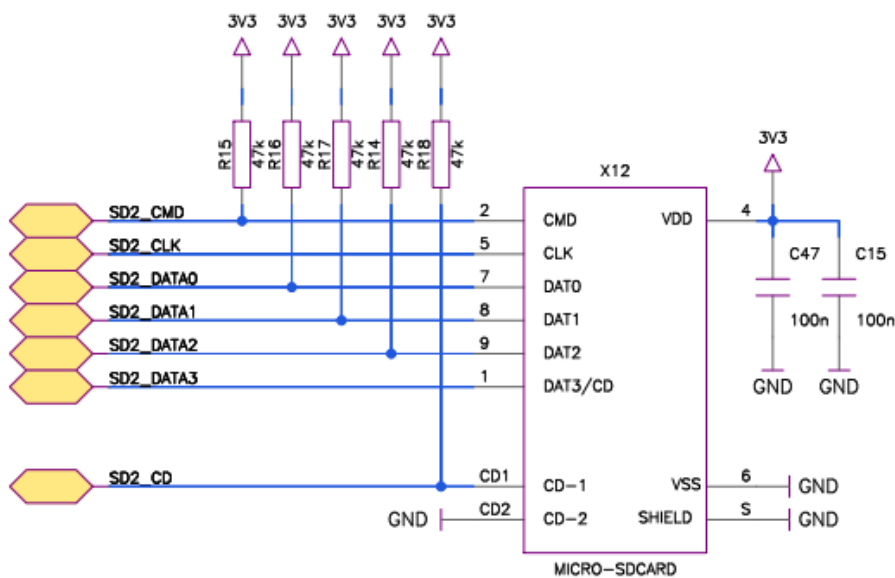 3V3 3V3 3V3 3V3 3V3
R15 47k R16 47k R17 47k R14 47k R18 47k
3V3
X12
SD2_CMD 2 CMD VDD 4
SD2_CLK 5 CLK C47 C15
SD2_DATA0 7 DAT0
SD2_DATA1 8 DAT1 100n 100n
SD2_DATA2 9 DAT2
SD2_DATA3 1 DAT3/CD GND GND
SD2_CD CD1 CD-1 VSS 6 GND
GND CD2 CD-2 SHIELD S GND
MICRO-SDCARD